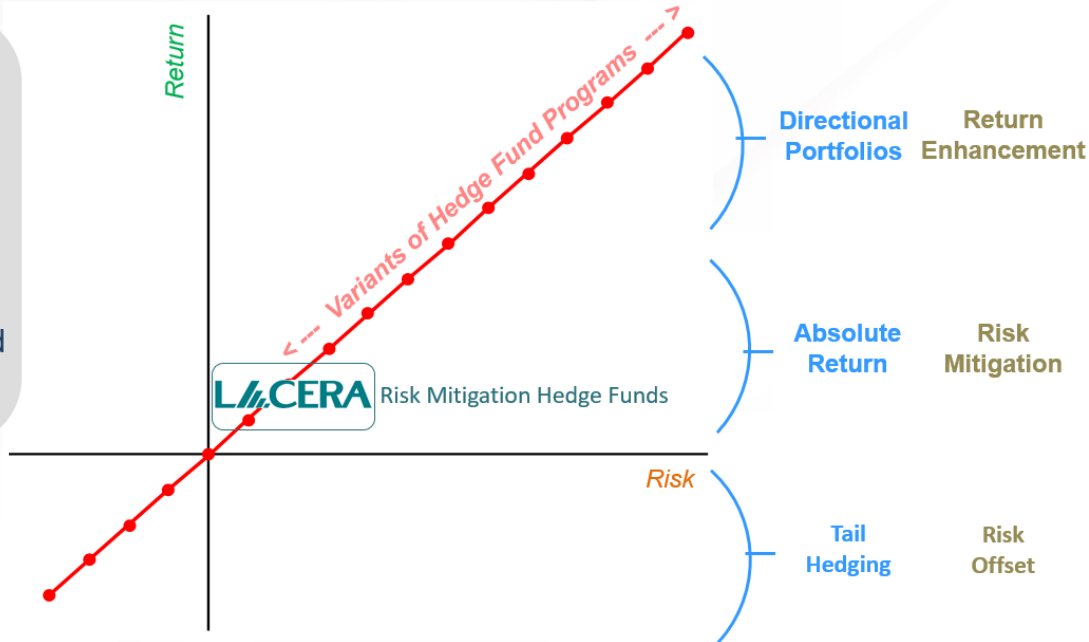 Return
<--- Variants of Hedge Fund Programs --->
Directional
Portfolios
Return
Enhancement
Absolute
Return
Risk
Mitigation
LACERA
Risk Mitigation Hedge Funds
Risk
Tail
Hedging
Risk
Offset